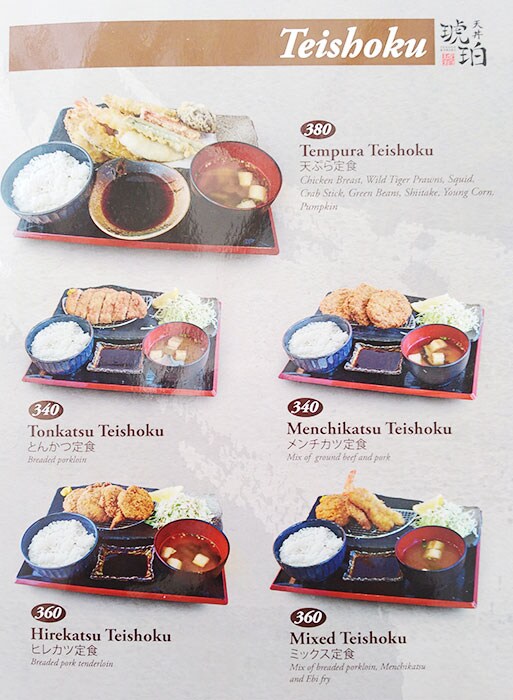 Teishoku
天丼
琥珀
380
Tempura Teishoku
天ぷら定食
Chicken Breast, Wild Tiger Prawns, Squid,
Crab Stick, Green Beans, Shiitake, Young Corn,
Pumpkin
340
Tonkatsu Teishoku
とんかつ定食
Breaded porkloin
340
Menchikatsu Teishoku
メンチカツ定食
Mix of ground beef and pork
360
Hirekatsu Teishoku
ヒレカツ定食
Breaded pork tenderloin
360
Mixed Teishoku
ミックス定食
Mix of breaded porkloin, Menchikatsu
and Ebi fry